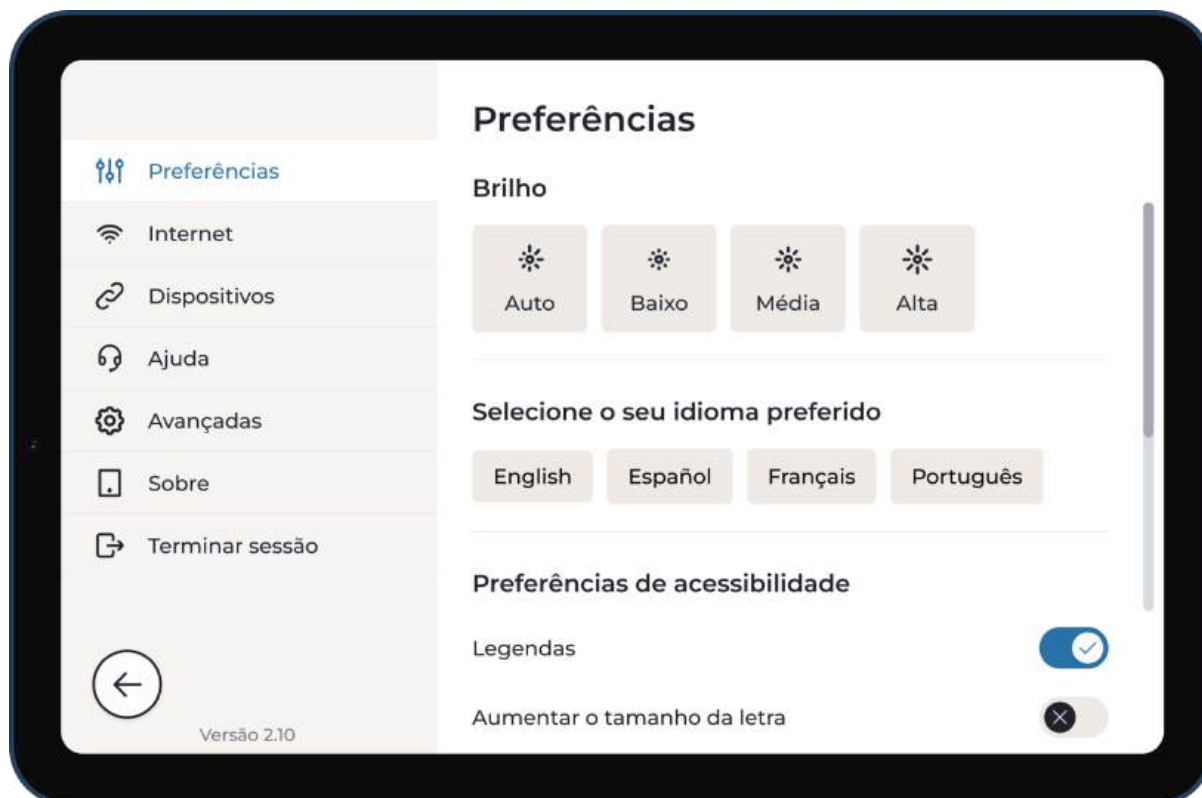 Preferências
Internet
Dispositivos
Ajuda
Avançadas
Sobre
Terminar sessão
Versão 2.10
Preferências
Brilho
Auto Baixo Média Alta
Selecione o seu idioma preferido
English Español Français Português
Preferências de acessibilidade
Legendas
Aumentar o tamanho da letra